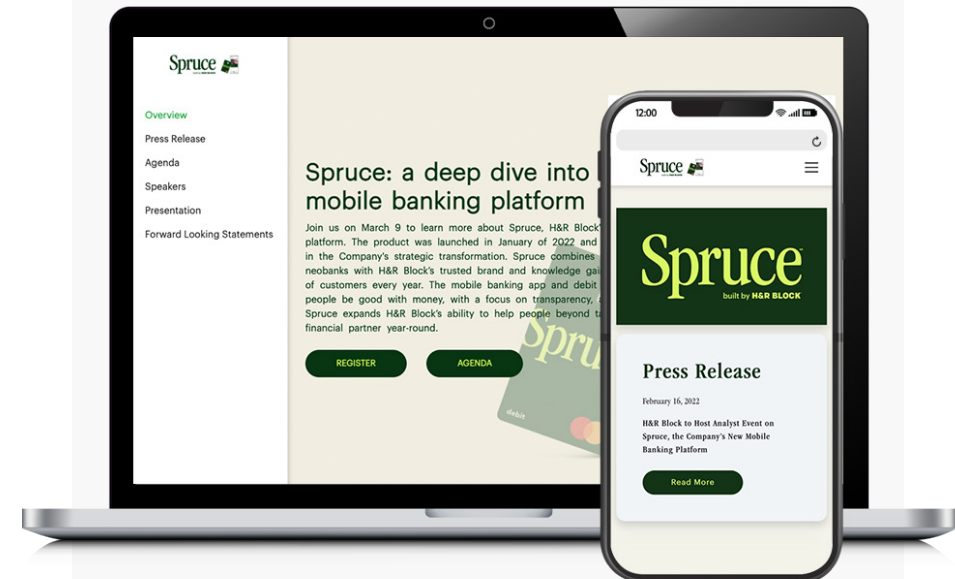 Spruce
Overview
Press Release
Agenda
Speakers
Presentation
Forward Looking Statements
Spruce: a deep dive into
mobile banking platform
Join us on March 9 to learn more about Spruce, H&R Block'
platform. The product was launched in January of 2022 and
in the Company's strategic transformation. Spruce combines
neobanks with H&R Block's trusted brand and knowledge gai
of customers every year. The mobile banking app and debit
people be good with money, with a focus on transparency,
Spruce expands H&R Block's ability to help people beyond
financial partner year-round.
REGISTER
AGENDA
Spru
debit
12:00
Spruce
Spruce
built by H&R BLOCK
Press Release
February 16, 2022
H&R Block to Host Analyst Event on
Spruce, the Company's New Mobile
Banking Platform
Read More